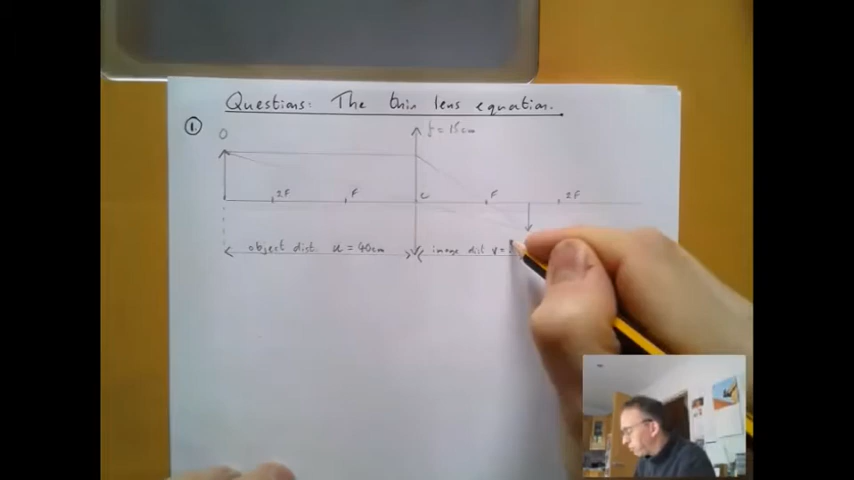 Questions: The thin lens equation.
1
O
f = 15cm
2F F C F 2F
object dist. u = 40cm image dist v = ?